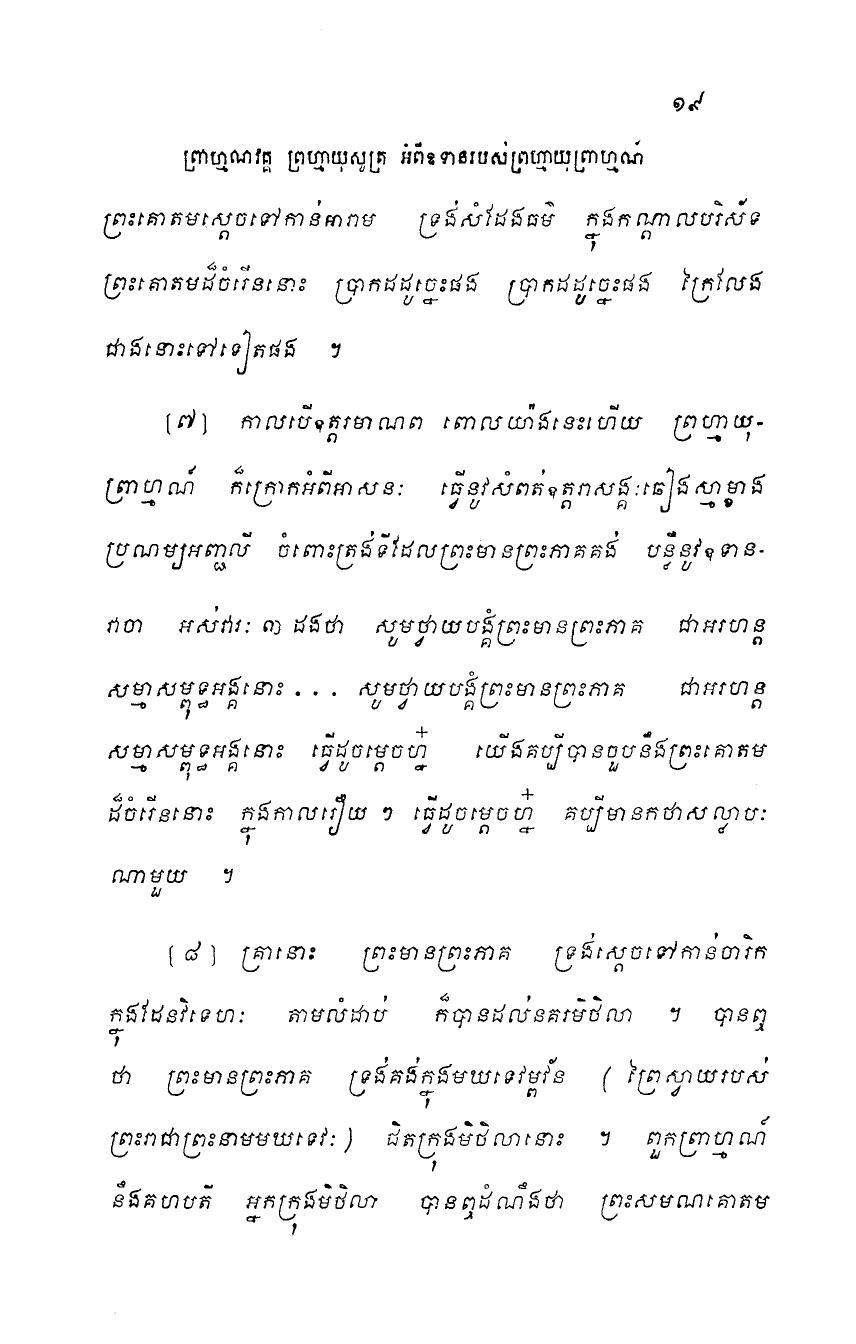 ១៩
ព្រាហ្មណវគ្គ ព្រហ្មាយុសូត្រ អំពីឧទានរបស់ព្រហ្មាយុព្រាហ្មណ៍
ព្រះគោតមស្តេចទៅកាន់អារាម ទ្រង់សំដែងធម៌ ក្នុងកណ្តាលបរិស័ទ
ព្រះគោតមដ៏ចំរើននោះ ប្រាកដដូច្នេះផង ប្រាកដដូច្នេះផង ក្រៃលែង
ជាងនោះទៅទៀតផង ។
[៧] កាលបើឧត្តរមាណព ពោលយ៉ាងនេះហើយ ព្រហ្មាយុ-
ព្រាហ្មណ៍ ក៏ក្រោកអំពីអាសនៈ ធ្វើនូវសំពត់ឧត្តរាសង្គៈឆៀងស្មាម្ខាង
ប្រណម្យអញ្ជលី ចំពោះត្រង់ទីដែលព្រះមានព្រះភាគគង់ បន្លឺនូវឧទាន-
វាចា អស់វារៈ ៣ ដងថា សូមថ្វាយបង្គំព្រះមានព្រះភាគ ជាអរហន្ត
សម្មាសម្ពុទ្ធអង្គនោះ ... សូមថ្វាយបង្គំព្រះមានព្រះភាគ ជាអរហន្ត
សម្មាសម្ពុទ្ធអង្គនោះ ធ្វើដូចម្តេចហ្ន៎ យើងគប្បីបានចួបនឹងព្រះគោតម
ដ៏ចំរើននោះ ក្នុងកាលរឿយ ៗ ធ្វើដូចម្តេចហ្ន៎ គប្បីមានកថាសល្លាបៈ
ណាមួយ ។
[៨] គ្រានោះ ព្រះមានព្រះភាគ ទ្រង់ស្តេចទៅកាន់ចារិក
ក្នុងដែនវិទេហៈ តាមលំដាប់ ក៏បានដល់នគរមិថិលា ។ បានឮ
ថា ព្រះមានព្រះភាគ ទ្រង់គង់ក្នុងមឃទេវម្ពវ័ន ( ព្រៃស្វាយរបស់
ព្រះរាជាព្រះនាមមឃទេវៈ ) ជិតក្រុងមិថិលានោះ ។ ពួកព្រាហ្មណ៍
នឹងគហបតី អ្នកក្រុងមិថិលា បានឮដំណឹងថា ព្រះសមណគោតម